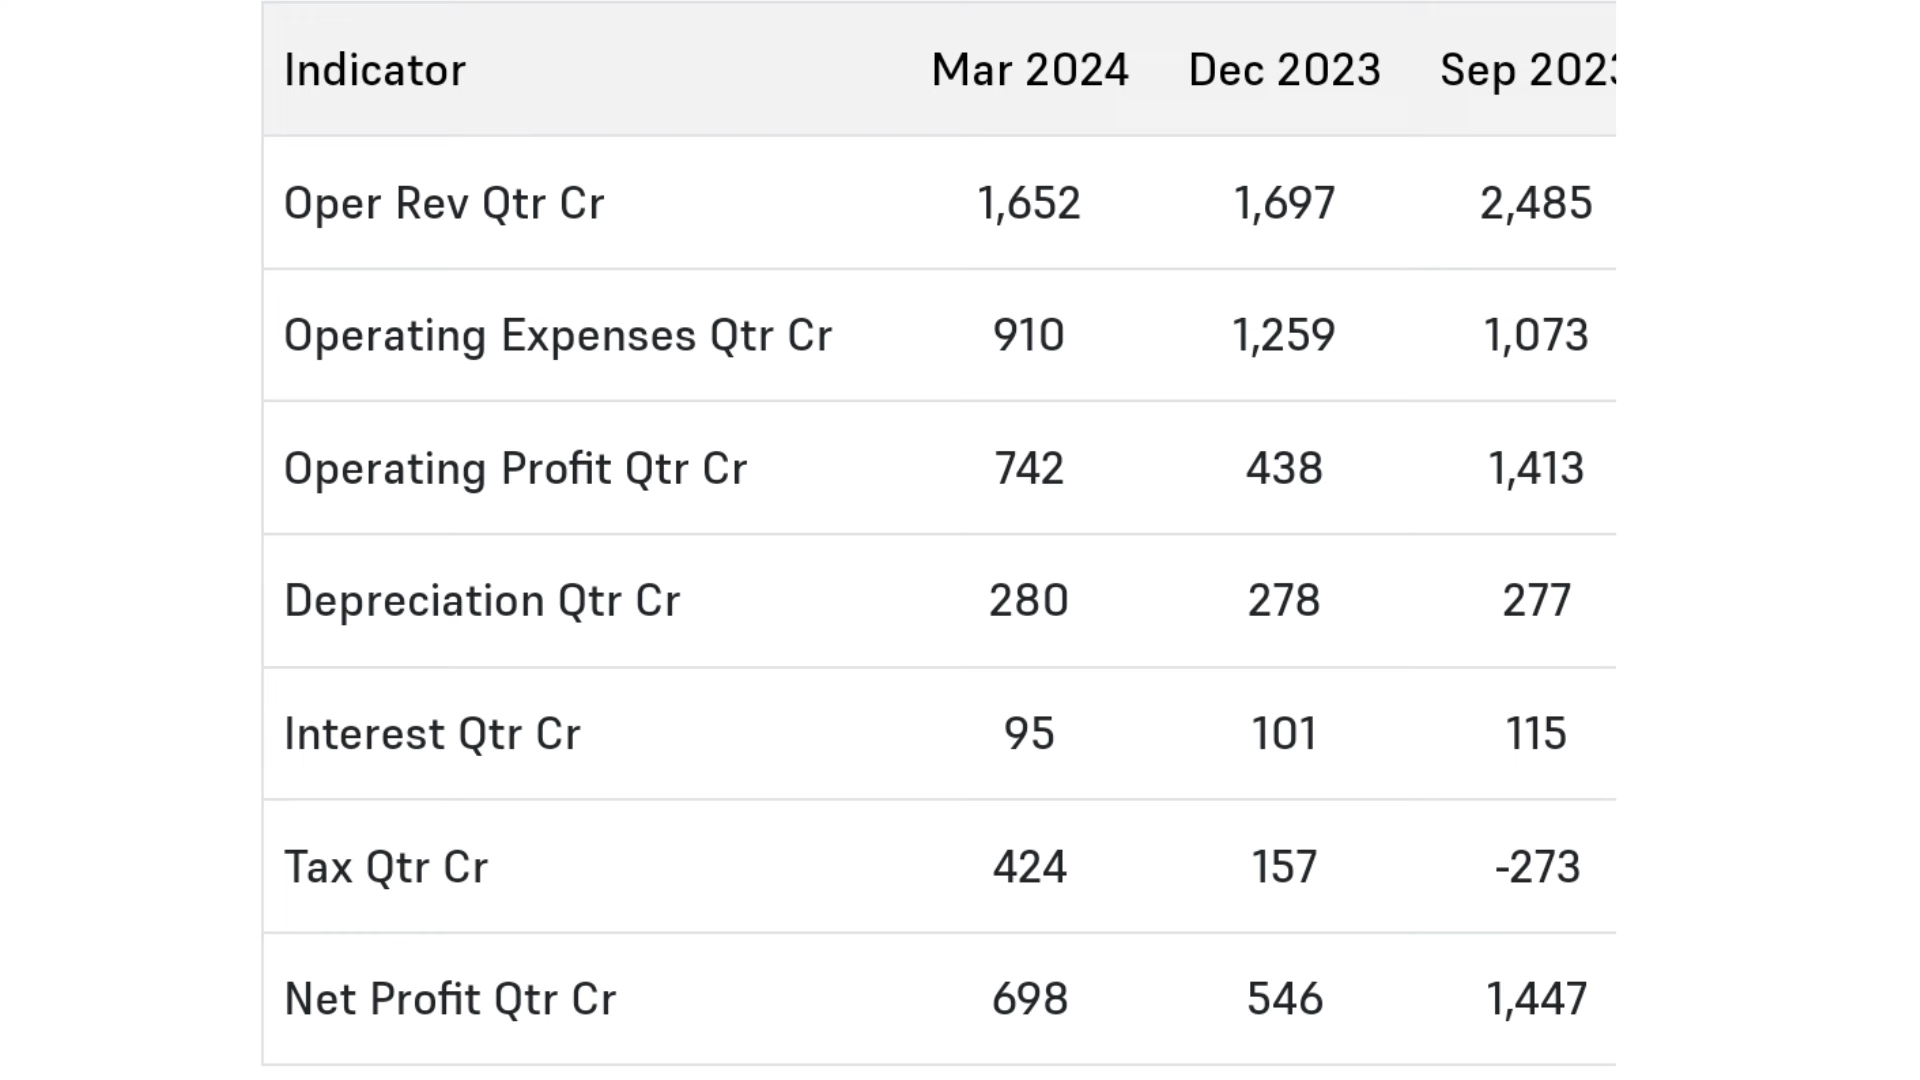 Indicator Mar 2024 Dec 2023 Sep 2023
Oper Rev Qtr Cr 1,652 1,697 2,485
Operating Expenses Qtr Cr 910 1,259 1,073
Operating Profit Qtr Cr 742 438 1,413
Depreciation Qtr Cr 280 278 277
Interest Qtr Cr 95 101 115
Tax Qtr Cr 424 157 -273
Net Profit Qtr Cr 698 546 1,447